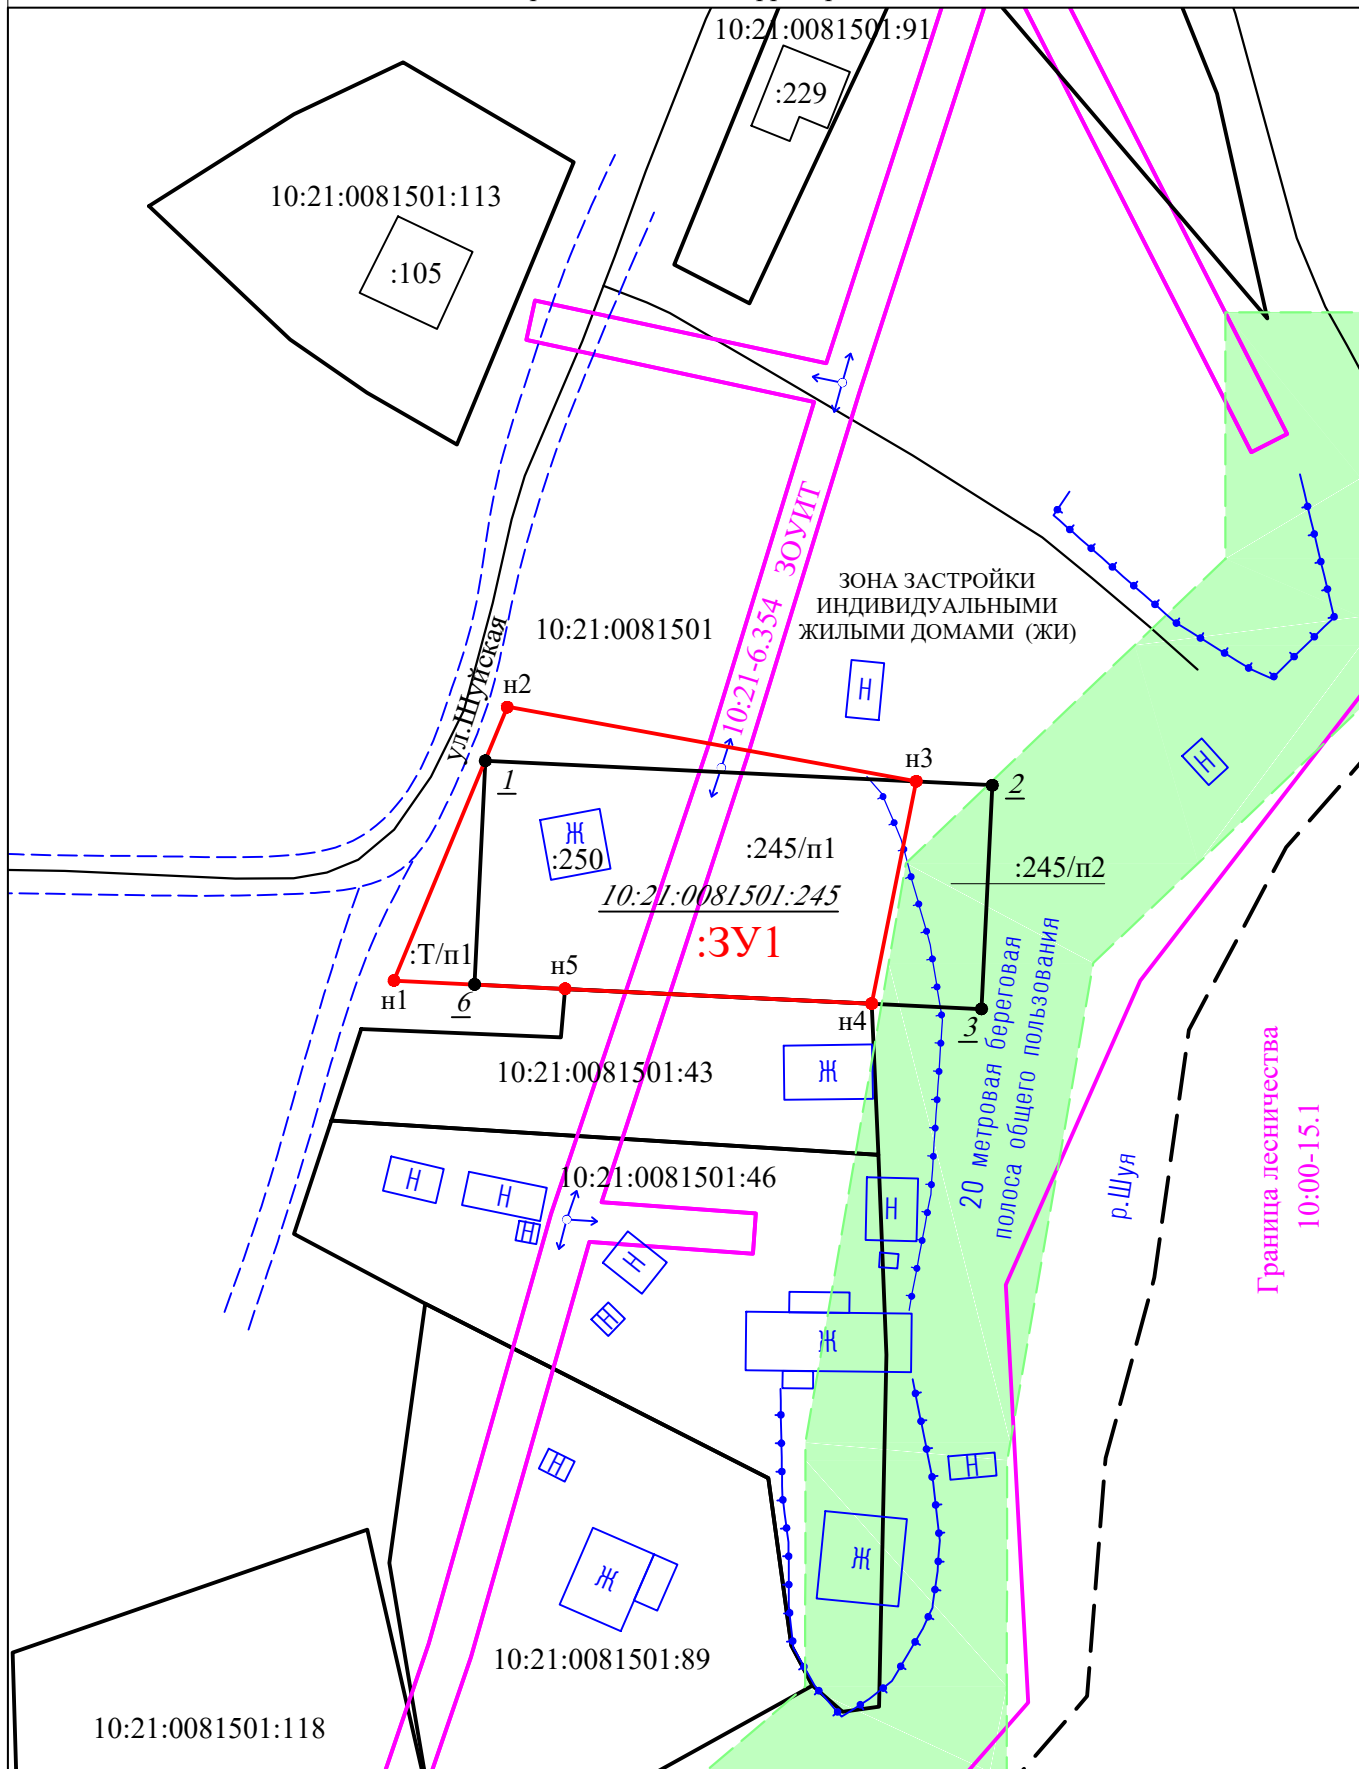 10:21:0081501:91
:229
10:21:0081501:113
:105
10:21-6.354 ЗОУИТ
ЗОНА ЗАСТРОЙКИ
ИНДИВИДУАЛЬНЫМИ
ЖИЛЫМИ ДОМАМИ (ЖИ)
10:21:0081501
ул.Шуйская
н2
Н
н3
1
2
Н
Ж
:250
:245/п1
:245/п2
10:21:0081501:245
:ЗУ1
:Т/п1
н1
6
н5
н4
3
20 метровая береговая
полоса общего пользования
10:21:0081501:43
Ж
р.Шуя
Граница лесничества
10:00-15.1
10:21:0081501:46
Н
Н
Н
Н
Н
Н
Ж
Н
Н
Ж
Ж
10:21:0081501:89
10:21:0081501:118